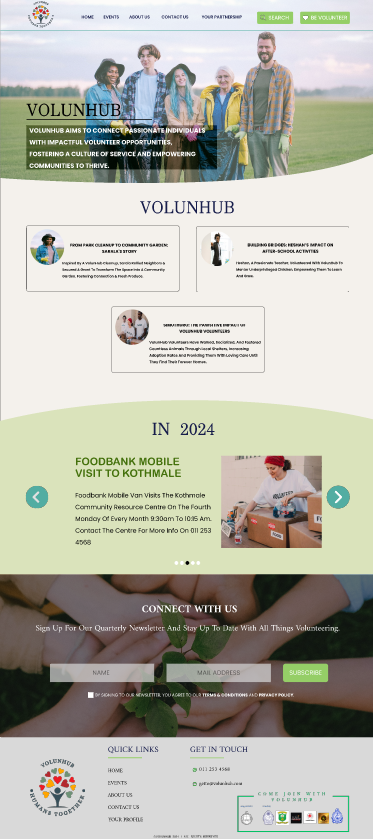 VOLUNHUB
HUMANS TOGETHER
HOME EVENTS ABOUT US CONTACT US YOUR PARTNERSHIP SEARCH BE VOLUNTEER
VOLUNHUB
VOLUNHUB AIMS TO CONNECT PASSIONATE INDIVIDUALS
WITH IMPACTFUL VOLUNTEER OPPORTUNITIES,
FOSTERING A CULTURE OF SERVICE AND EMPOWERING
COMMUNITIES TO THRIVE.
VOLUNHUB
FROM PARK CLEANUP TO COMMUNITY GARDEN:
SARALA'S STORY
Inspired By A VolunHub Cleanup, Sarala Rallied Neighbors &
Secured A Grant To Transform The Space Into A Community
Garden, Fostering Connection & Fresh Produce.
BUILDING BRIDGES: HESHAN'S IMPACT ON
AFTER-SCHOOL ACTIVITIES
Heshan, A Passionate Teacher, Volunteered With VolunHub To
Mentor Underprivileged Children, Empowering Them To Learn
And Grow.
THE PAWSITIVE IMPACT OF
VOLUNHUB VOLUNTEERS
VolunHub Volunteers Have Walked, Socialized, And Fostered
Countless Animals Through Local Shelters, Increasing
Adoption Rates And Providing Them With Loving Care Until
They Find Their Forever Homes.
IN 2024
FOODBANK MOBILE
VISIT TO KOTHMALE
Foodbank Mobile Van Visits The Kothmale
Community Resource Centre On The Fourth
Monday Of Every Month 9:30am To 10:15 Am.
Contact The Centre For More Info On 011 253
4568
VOLUNTEER
CONNECT WITH US
Sign Up For Our Quarterly Newsletter And Stay Up To Date With All Things Volunteering.
NAME MAIL ADDRESS SUBSCRIBE
BY SIGNING TO OUR NEWSLETTER, YOU AGREE TO OUR TERMS & CONDITIONS AND PRIVACY POLICY.
VOLUNHUB
HUMANS TOGETHER
QUICK LINKS
HOME
EVENTS
ABOUT US
CONTACT US
YOUR PROFILE
GET IN TOUCH
011 253 4568
COME JOIN WITH
VOLUNHUB